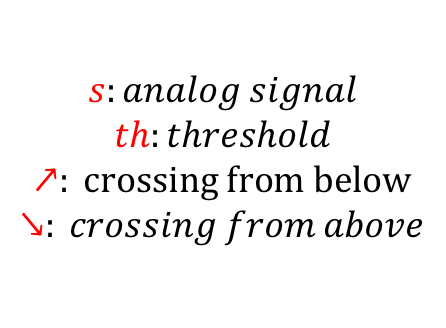 s: analog signal
th: threshold
↗: crossing from below
↘: crossing from above